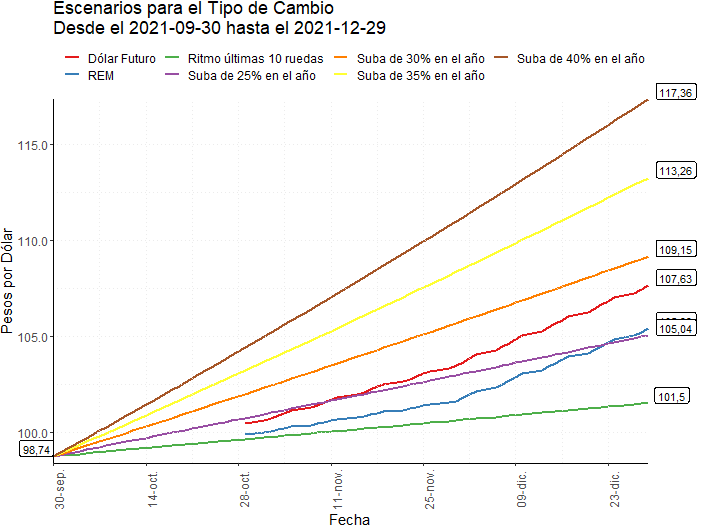 Escenarios para el Tipo de Cambio
Desde el 2021-09-30 hasta el 2021-12-29
Dólar Futuro
Ritmo últimas 10 ruedas
Suba de 30% en el año
Suba de 40% en el año
REM
Suba de 25% en el año
Suba de 35% en el año
117,36
115.0
113,26
110.0
109,15
107,63
105.0
105,04
101,5
100.0
98,74
Pesos por Dólar
30-sep.
14-oct.
28-oct.
11-nov.
25-nov.
09-dic.
23-dic.
Fecha